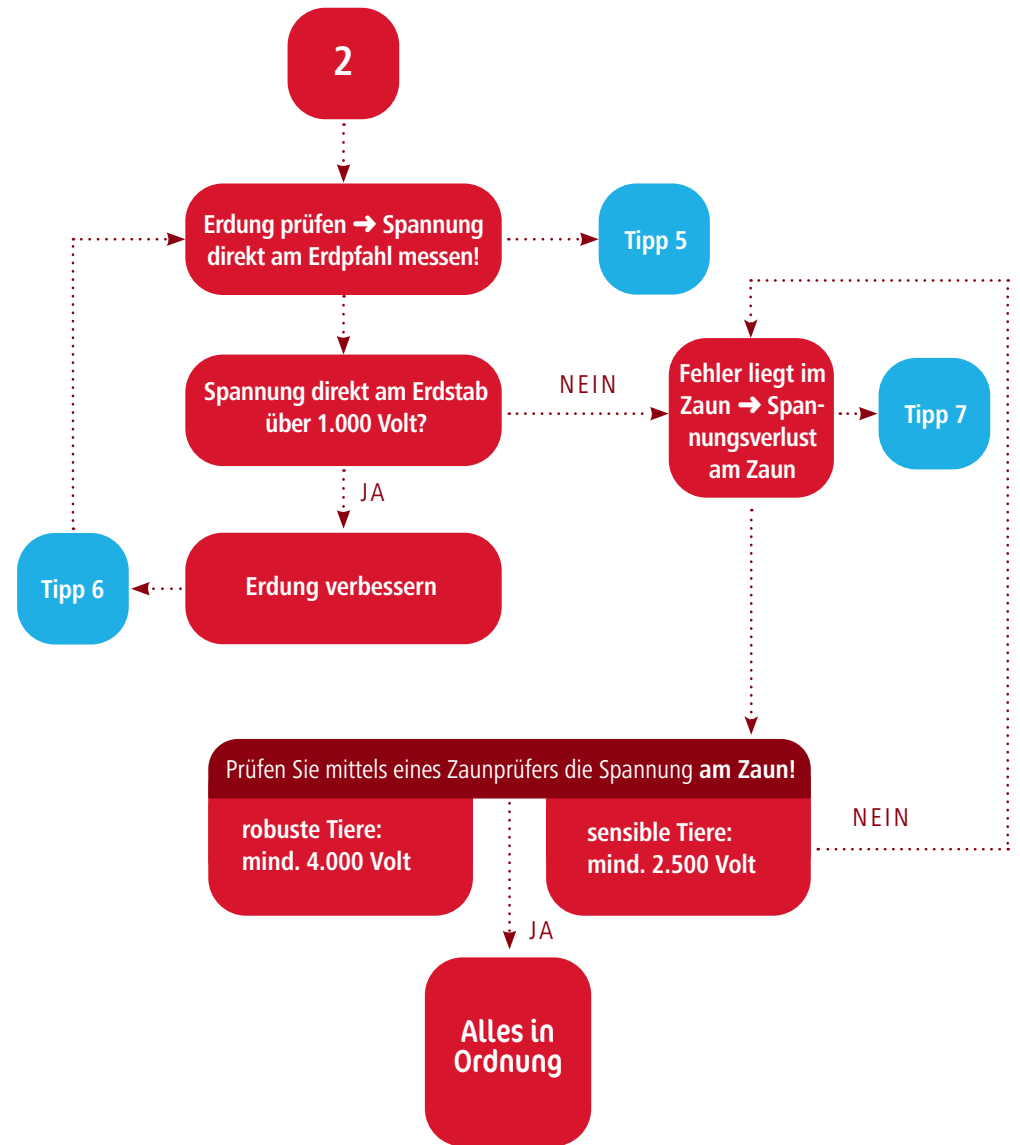 2
Erdung prüfen ➜ Spannung
direkt am Erdpfahl messen!
Tipp 5
Spannung direkt am Erdstab
über 1.000 Volt?
NEIN
Fehler liegt im
Zaun ➜ Span-
nungsverlust
am Zaun
Tipp 7
JA
Erdung verbessern
Tipp 6
Prüfen Sie mittels eines Zaunprüfers die Spannung am Zaun!
robuste Tiere:
mind. 4.000 Volt
sensible Tiere:
mind. 2.500 Volt
NEIN
JA
Alles in
Ordnung